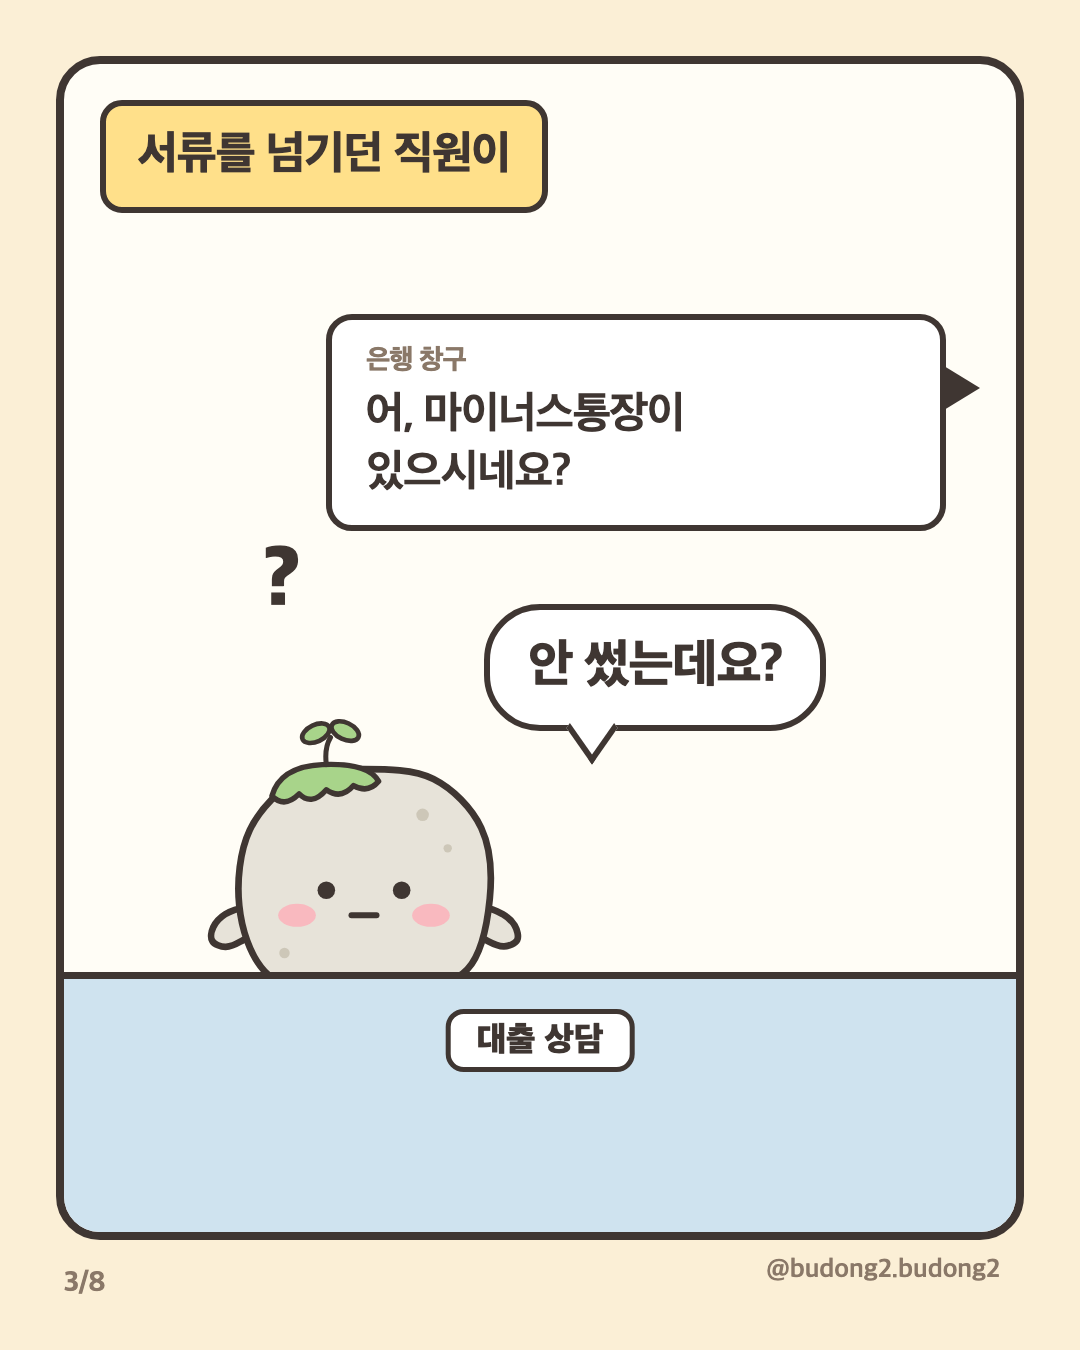 서류를 넘기던 직원이
은행 창구
어, 마이너스통장이
있으시네요?
?
안 썼는데요?
대출 상담
3/8
@budong2.budong2